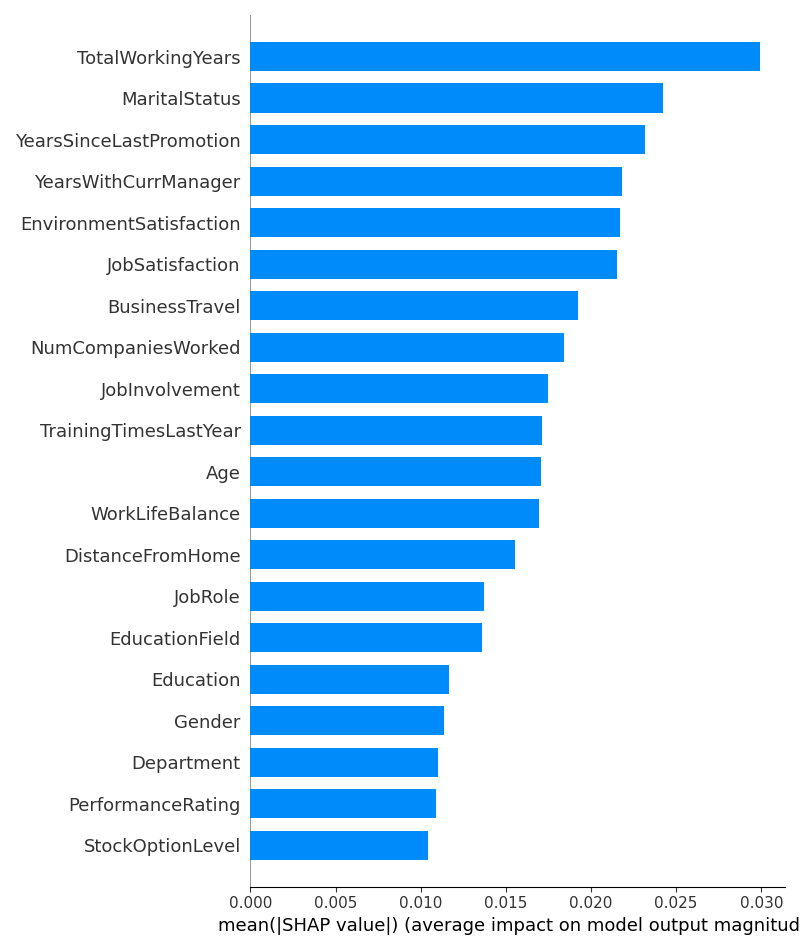 TotalWorkingYears
MaritalStatus
YearsSinceLastPromotion
YearsWithCurrManager
EnvironmentSatisfaction
JobSatisfaction
BusinessTravel
NumCompaniesWorked
JobInvolvement
TrainingTimesLastYear
Age
WorkLifeBalance
DistanceFromHome
JobRole
EducationField
Education
Gender
Department
PerformanceRating
StockOptionLevel
0.000 0.005 0.010 0.015 0.020 0.025 0.030
mean(|SHAP value|) (average impact on model output magnitud